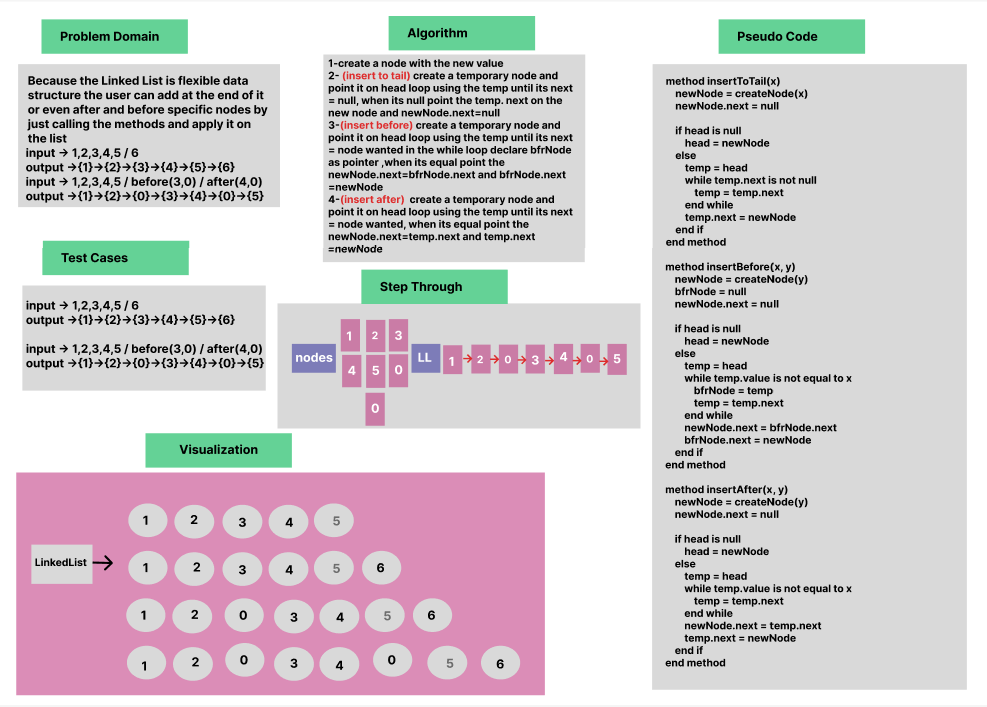 Problem Domain
Because the Linked List is flexible data
structure the user can add at the end of it
or even after and before specific nodes by
just calling the methods and apply it on
the list
input → 1,2,3,4,5 / 6
output →{1}→{2}→{3}→{4}→{5}→{6}
input → 1,2,3,4,5 / before(3,0) / after(4,0)
output →{1}→{2}→{0}→{3}→{4}→{0}→{5}
Test Cases
input → 1,2,3,4,5 / 6
output →{1}→{2}→{3}→{4}→{5}→{6}
input → 1,2,3,4,5 / before(3,0) / after(4,0)
output →{1}→{2}→{0}→{3}→{4}→{0}→{5}
Algorithm
1-create a node with the new value
2- (insert to tail) create a temporary node and
point it on head loop using the temp until its next
= null, when its null point the temp. next on the
new node and newNode.next=null
3-(insert before) create a temporary node and
point it on head loop using the temp until its next
= node wanted in the while loop declare bfrNode
as pointer ,when its equal point the
newNode.next=bfrNode.next and bfrNode.next
=newNode
4-(insert after) create a temporary node and
point it on head loop using the temp until its next
= node wanted, when its equal point the
newNode.next=temp.next and temp.next
=newNode
Step Through
nodes
1 2 3
4 5 0
0
LL
1 → 2 → 0 → 3 → 4 → 0 → 5
Visualization
LinkedList
1 2 3 4 5
1 2 3 4 5 6
1 2 0 3 4 5 6
1 2 0 3 4 0 5 6
Pseudo Code
method insertToTail(x)
newNode = createNode(x)
newNode.next = null
if head is null
head = newNode
else
temp = head
while temp.next is not null
temp = temp.next
end while
temp.next = newNode
end if
end method
method insertBefore(x, y)
newNode = createNode(y)
bfrNode = null
newNode.next = null
if head is null
head = newNode
else
temp = head
while temp.value is not equal to x
bfrNode = temp
temp = temp.next
end while
newNode.next = bfrNode.next
bfrNode.next = newNode
end if
end method
method insertAfter(x, y)
newNode = createNode(y)
newNode.next = null
if head is null
head = newNode
else
temp = head
while temp.value is not equal to x
temp = temp.next
end while
newNode.next = temp.next
temp.next = newNode
end if
end method